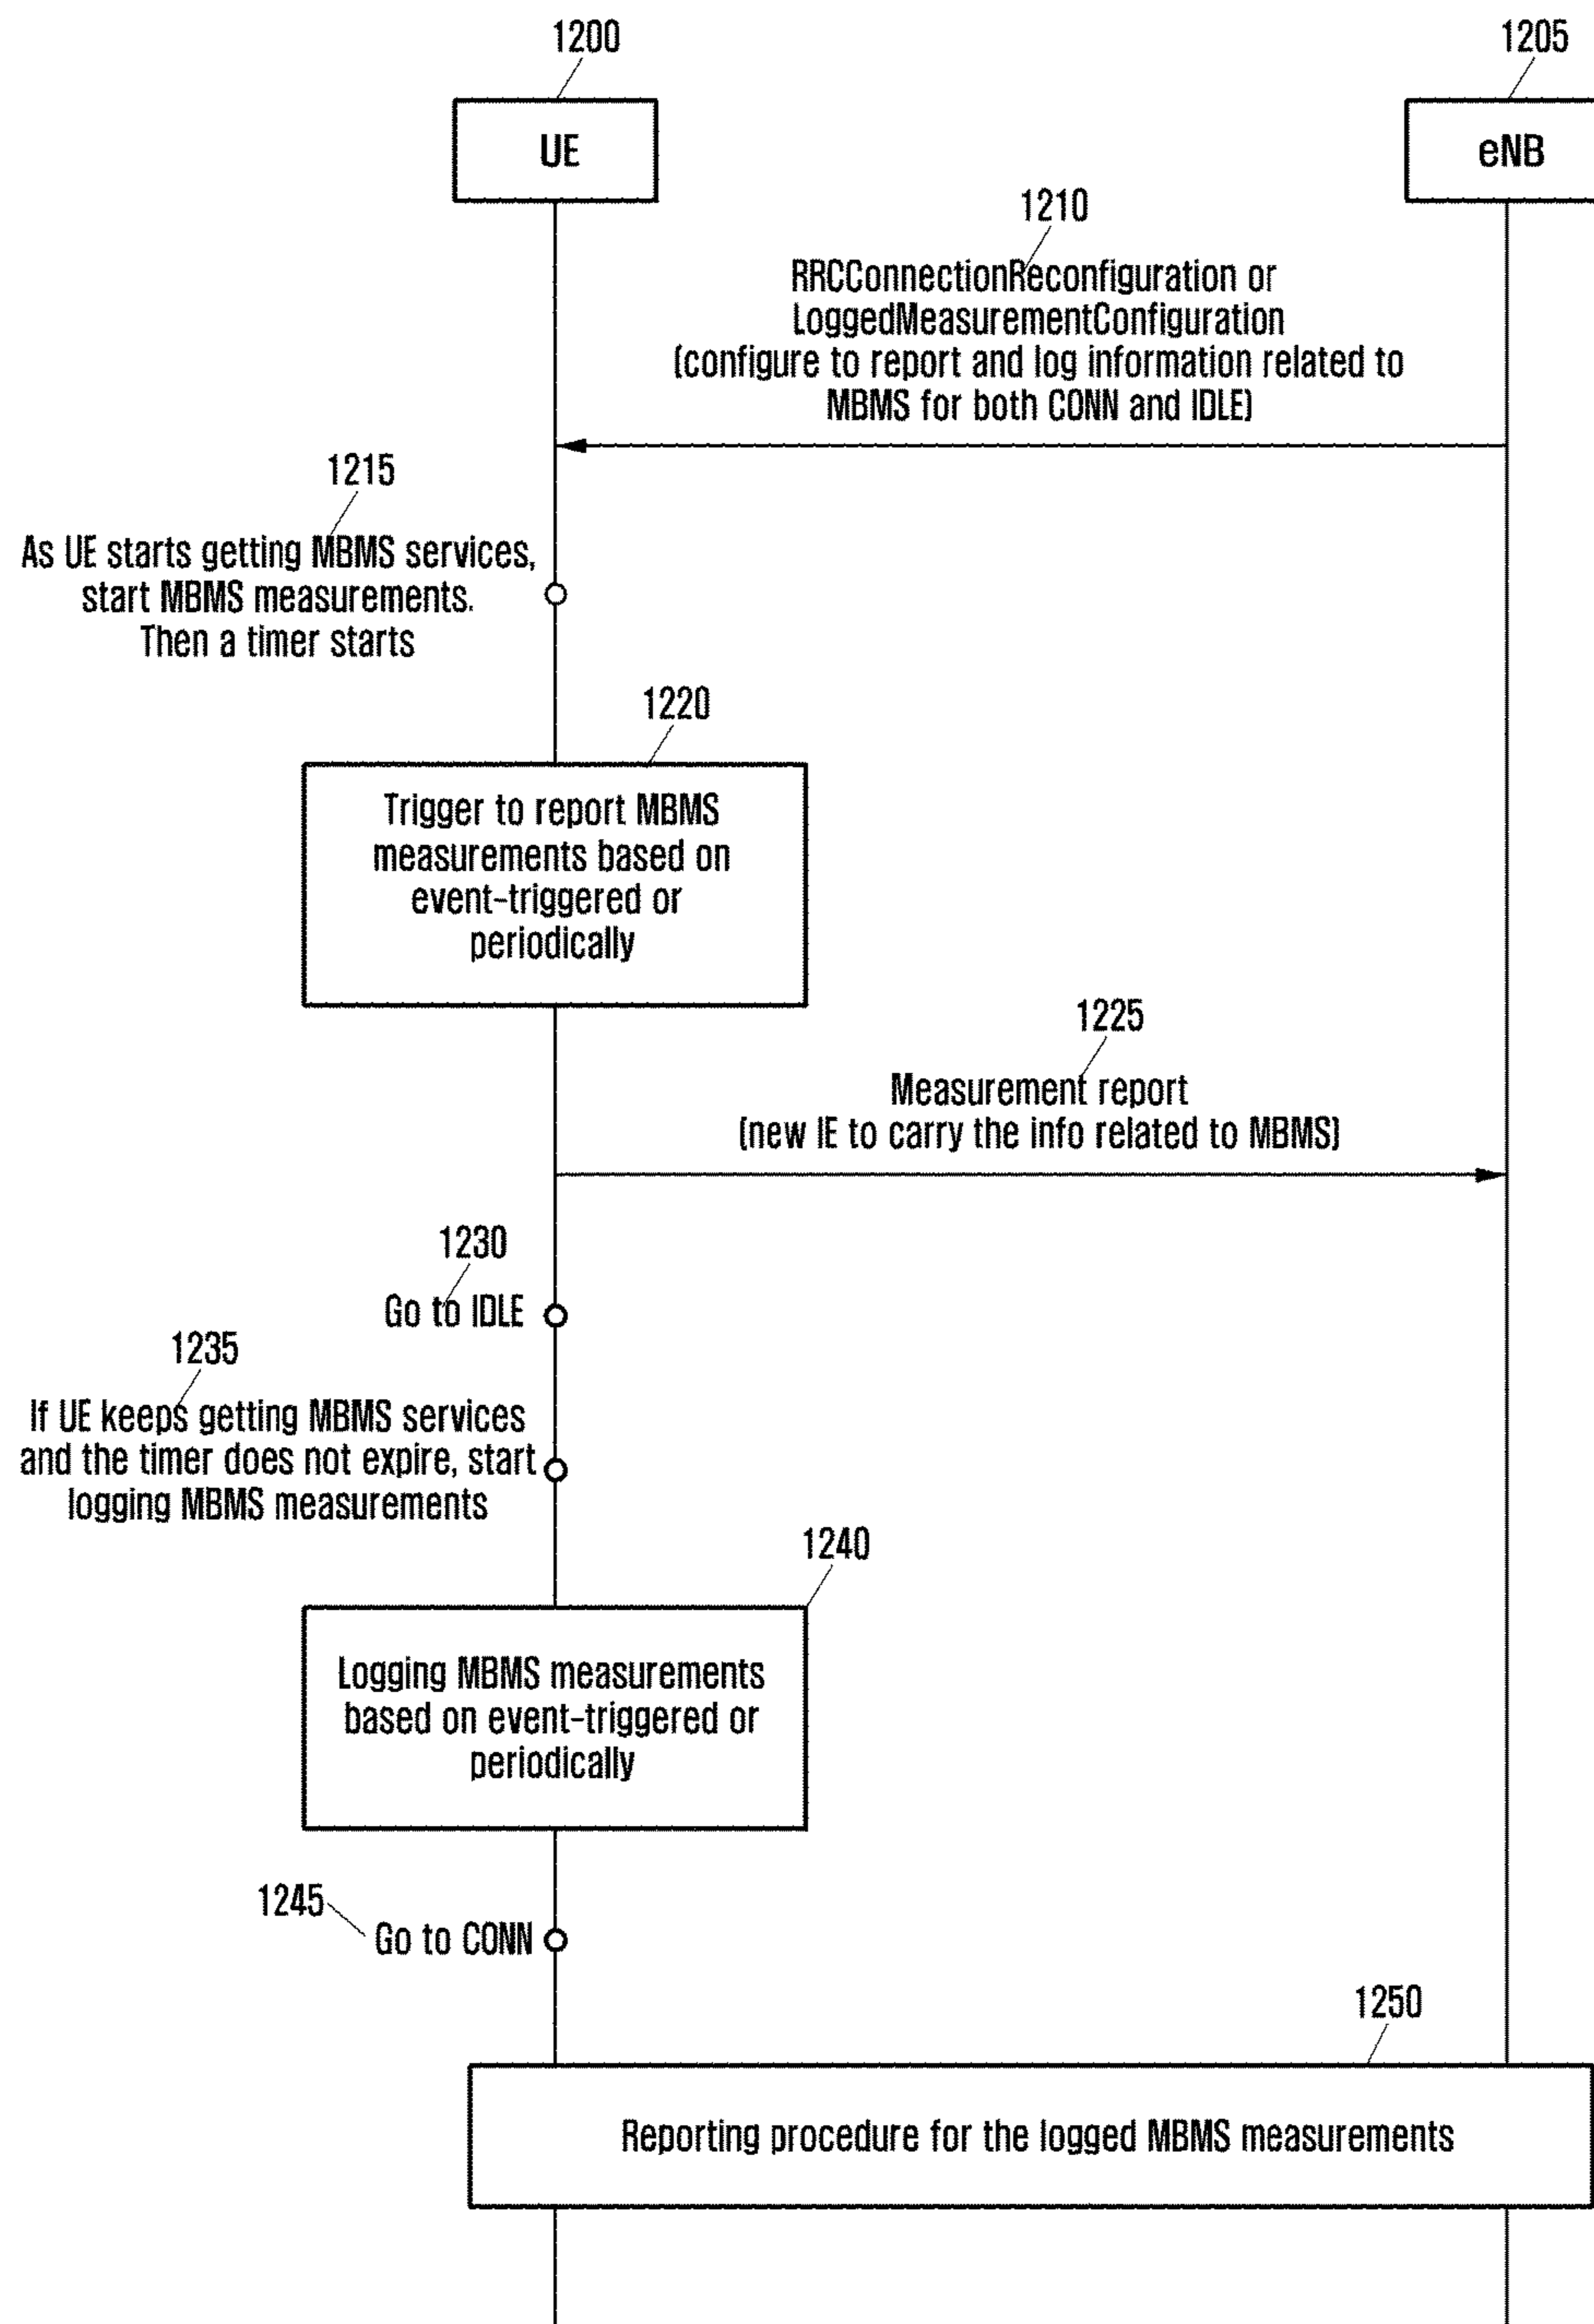 1200
1205
UE
eNB
1210
RRCConnectionReconfiguration or
LoggedMeasurementConfiguration
(configure to report and log information related to
MBMS for both CONN and IDLE)
1215
As UE starts getting MBMS services,
start MBMS measurements.
Then a timer starts
1220
Trigger to report MBMS
measurements based on
event-triggered or
periodically
1225
Measurement report
(new IE to carry the info related to MBMS)
1230
Go to IDLE
1235
If UE keeps getting MBMS services
and the timer does not expire, start
logging MBMS measurements
1240
Logging MBMS measurements
based on event-triggered or
periodically
1245
Go to CONN
1250
Reporting procedure for the logged MBMS measurements